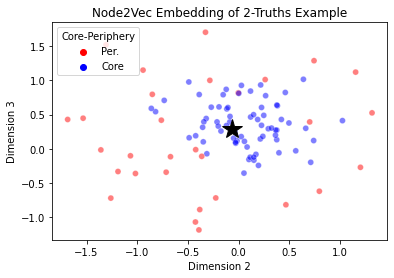 Node2Vec Embedding of 2-Truths Example
Core-Periphery
Per.
Core
Dimension 3
1.5
1.0
0.5
0.0
−0.5
−1.0
−1.5 −1.0 −0.5 0.0 0.5 1.0
Dimension 2